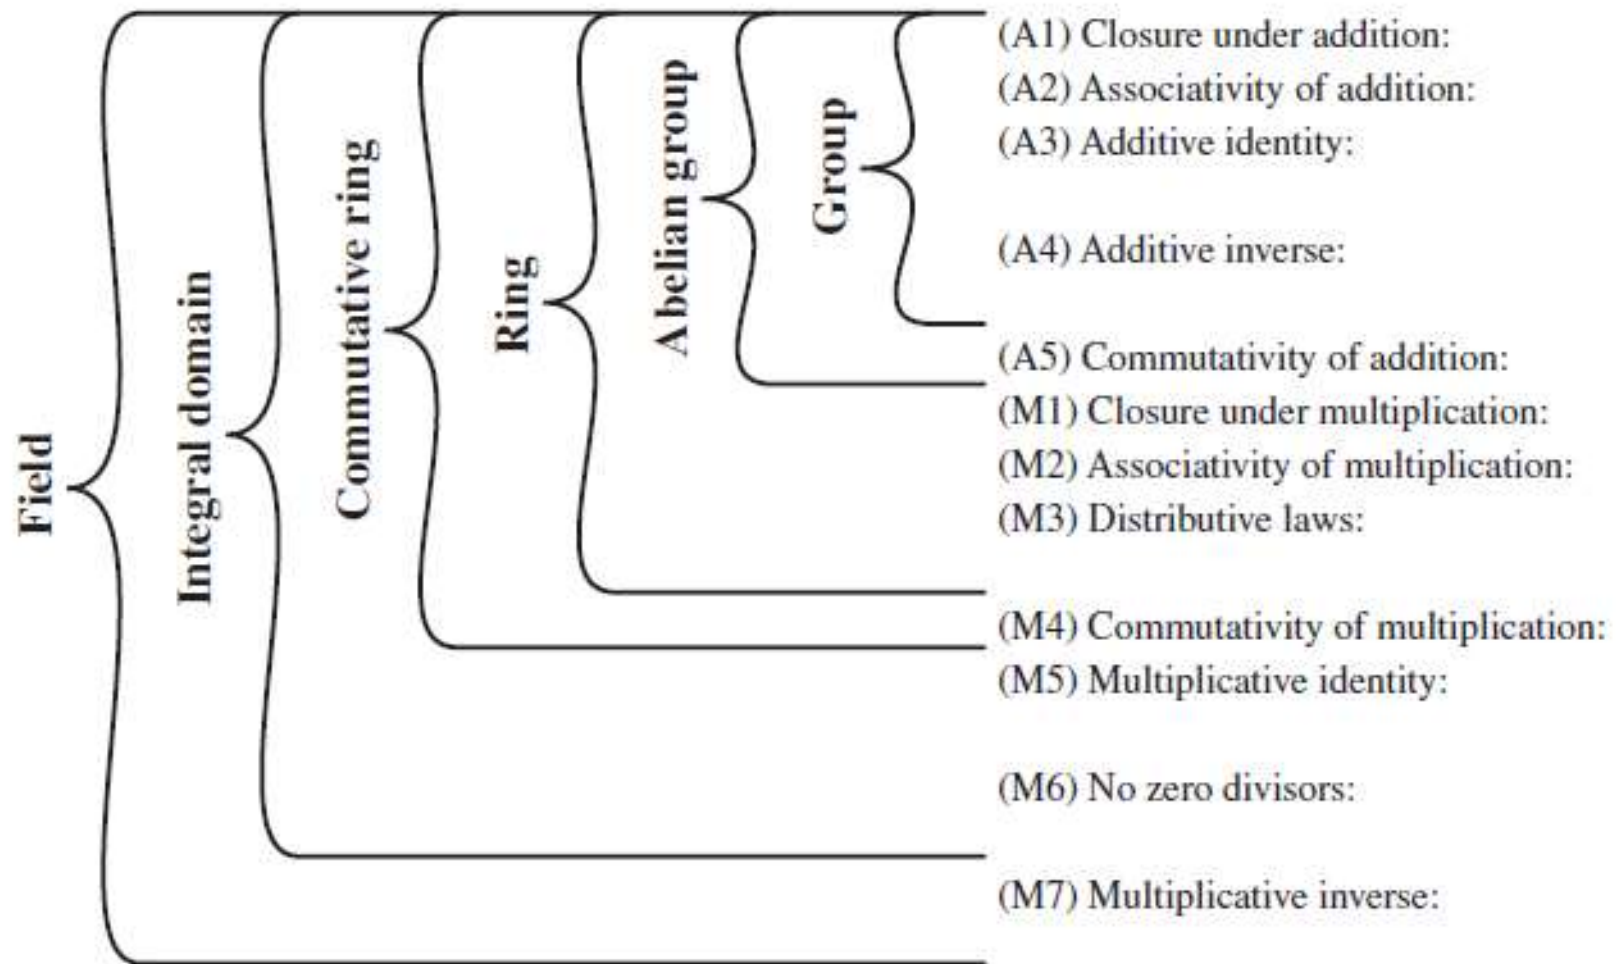 Field
Integral domain
Commutative ring
Ring
Abelian group
Group
(A1) Closure under addition:
(A2) Associativity of addition:
(A3) Additive identity:
(A4) Additive inverse:
(A5) Commutativity of addition:
(M1) Closure under multiplication:
(M2) Associativity of multiplication:
(M3) Distributive laws:
(M4) Commutativity of multiplication:
(M5) Multiplicative identity:
(M6) No zero divisors:
(M7) Multiplicative inverse: